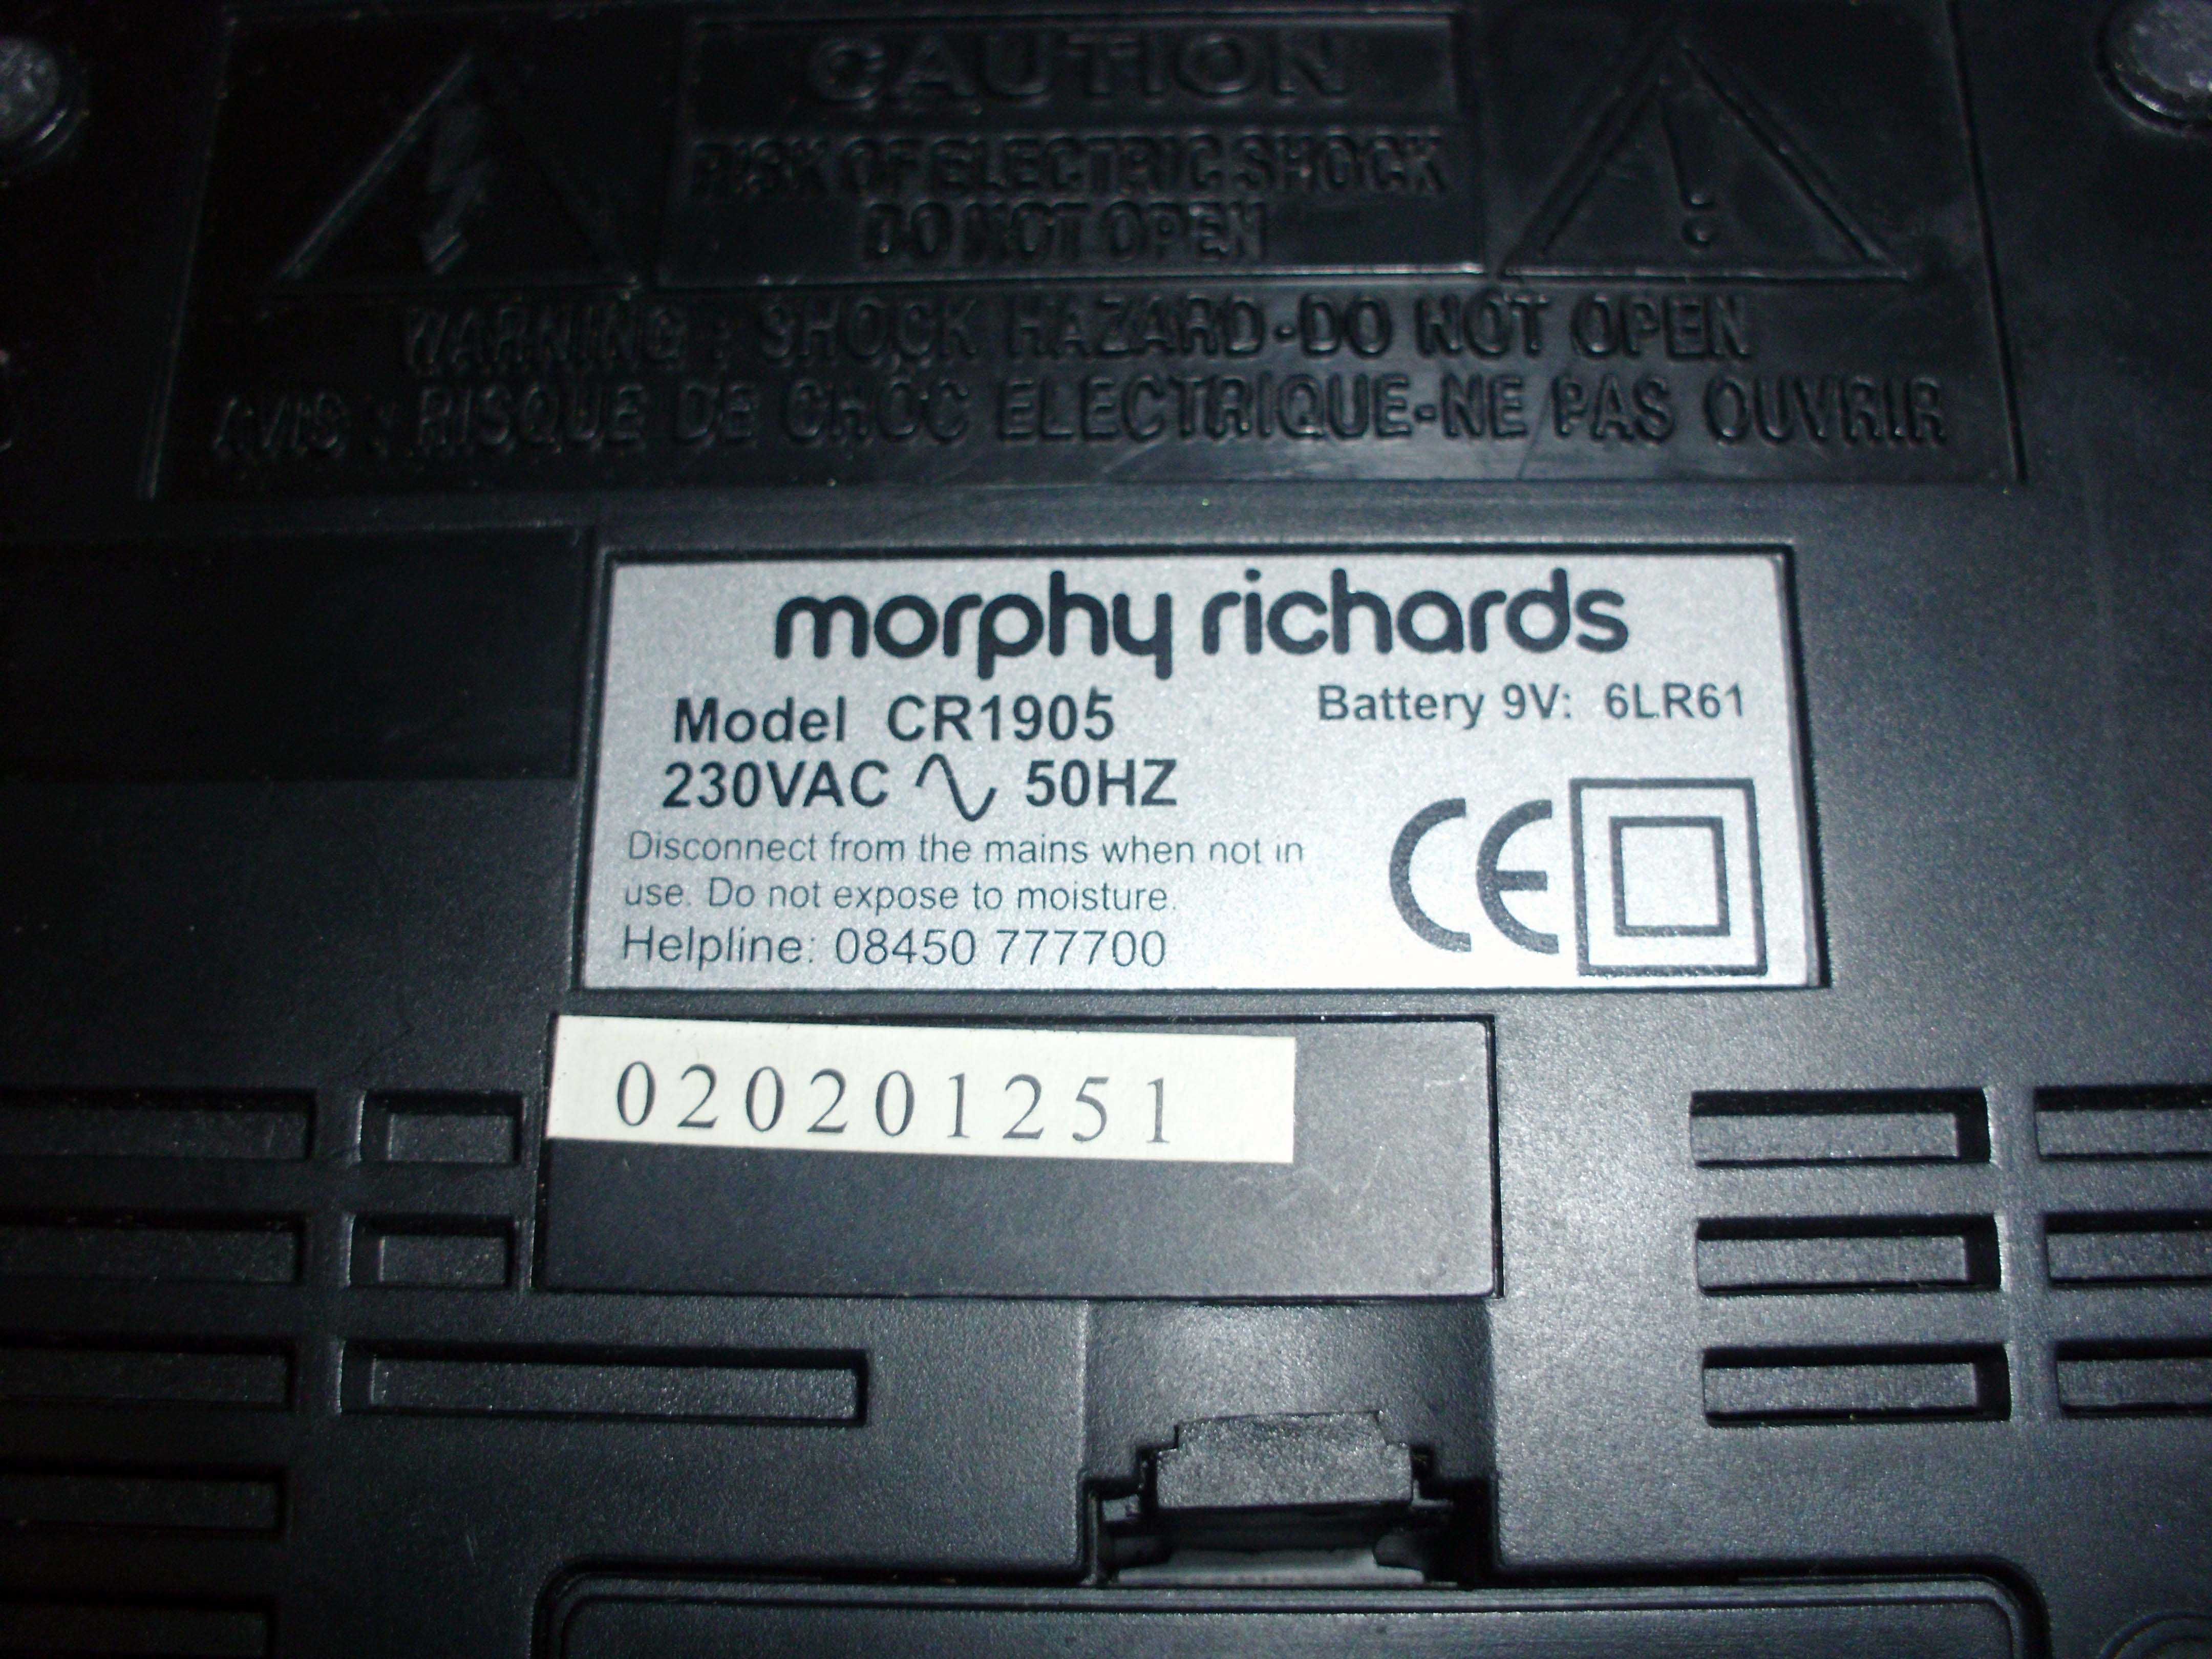 CAUTION
RISK OF ELECTRIC SHOCK
DO NOT OPEN
WARNING : SHOCK HAZARD-DO NOT OPEN
AVIS : RISQUE DE CHOC ELECTRIQUE-NE PAS OUVRIR
morphy richards
Model CR1905
Battery 9V: 6LR61
230VAC 50HZ
Disconnect from the mains when not in
use. Do not expose to moisture.
Helpline: 08450 777700
CE
020201251